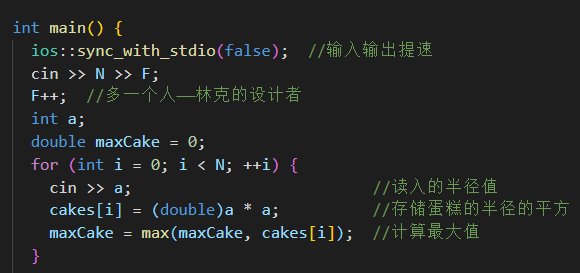 int main() {
ios::sync_with_stdio(false);  //输入输出提速
cin >> N >> F;
F++;  //多一个人—林克的设计者
int a;
double maxCake = 0;
for (int i = 0; i < N; ++i) {
cin >> a;  //读入的半径值
cakes[i] = (double)a * a;  //存储蛋糕的半径的平方
maxCake = max(maxCake, cakes[i]);  //计算最大值
}